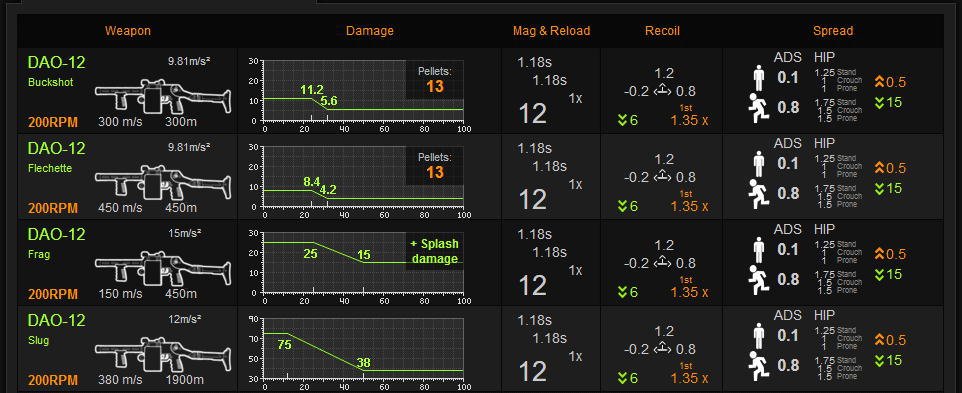 Weapon Damage Mag & Reload Recoil Spread
DAO-12 9.81m/s²
Buckshot
200RPM 300 m/s 300m
30
20
10
0
0 20 40 60 80 100
11.2
5.6
Pellets:
13
1.18s
1.18s
1x
12
1.2
-0.2 0.8
1st
6 1.35 x
ADS HIP
0.1 1.25 Stand
1 Crouch
1 Prone
0.8 1.75 Stand
1.5 Crouch
1.5 Prone
0.5
15
DAO-12 9.81m/s²
Flechette
200RPM 450 m/s 450m
30
20
10
0
0 20 40 60 80 100
8.4
4.2
Pellets:
13
1.18s
1.18s
1x
12
1.2
-0.2 0.8
1st
6 1.35 x
ADS HIP
0.1 1.25 Stand
1 Crouch
1 Prone
0.8 1.75 Stand
1.5 Crouch
1.5 Prone
0.5
15
DAO-12 15m/s²
Frag
200RPM 150 m/s 450m
30
20
10
0
0 20 40 60 80 100
25 15
+ Splash
damage
1.18s
1.18s
1x
12
1.2
-0.2 0.8
1st
6 1.35 x
ADS HIP
0.1 1.25 Stand
1 Crouch
1 Prone
0.8 1.75 Stand
1.5 Crouch
1.5 Prone
0.5
15
DAO-12 12m/s²
Slug
200RPM 380 m/s 1900m
90
70
50
30
0 20 40 60 80 100
75
38
1.18s
1.18s
1x
12
1.2
-0.2 0.8
1st
6 1.35 x
ADS HIP
0.1 1.25 Stand
1 Crouch
1 Prone
0.8 1.75 Stand
1.5 Crouch
1.5 Prone
0.5
15